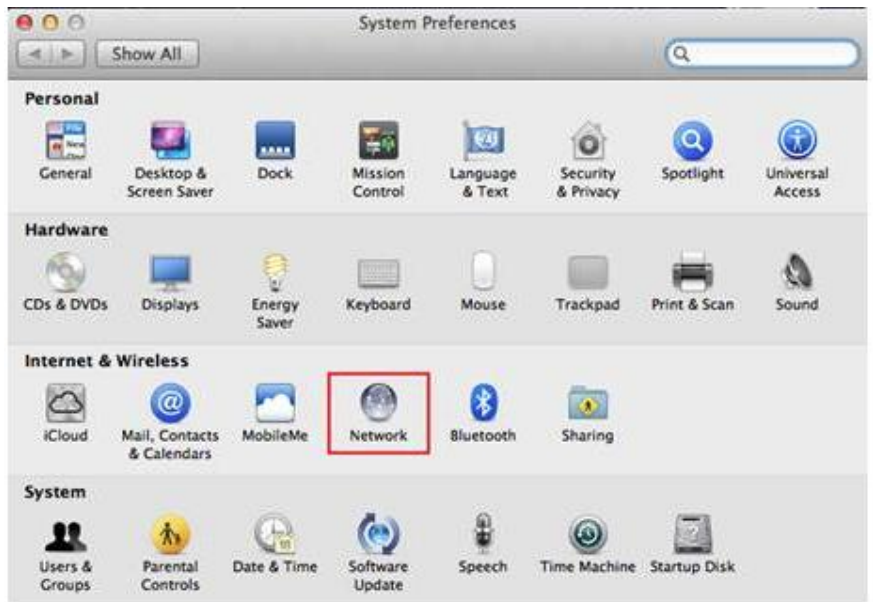 System Preferences
Show All
Personal
General
Desktop &
Screen Saver
Dock
Mission
Control
Language
& Text
Security
& Privacy
Spotlight
Universal
Access
Hardware
CDs & DVDs
Displays
Energy
Saver
Keyboard
Mouse
Trackpad
Print & Scan
Sound
Internet & Wireless
iCloud
Mail, Contacts
& Calendars
MobileMe
Network
Bluetooth
Sharing
System
Users &
Groups
Parental
Controls
Date & Time
Software
Update
Speech
Time Machine
Startup Disk